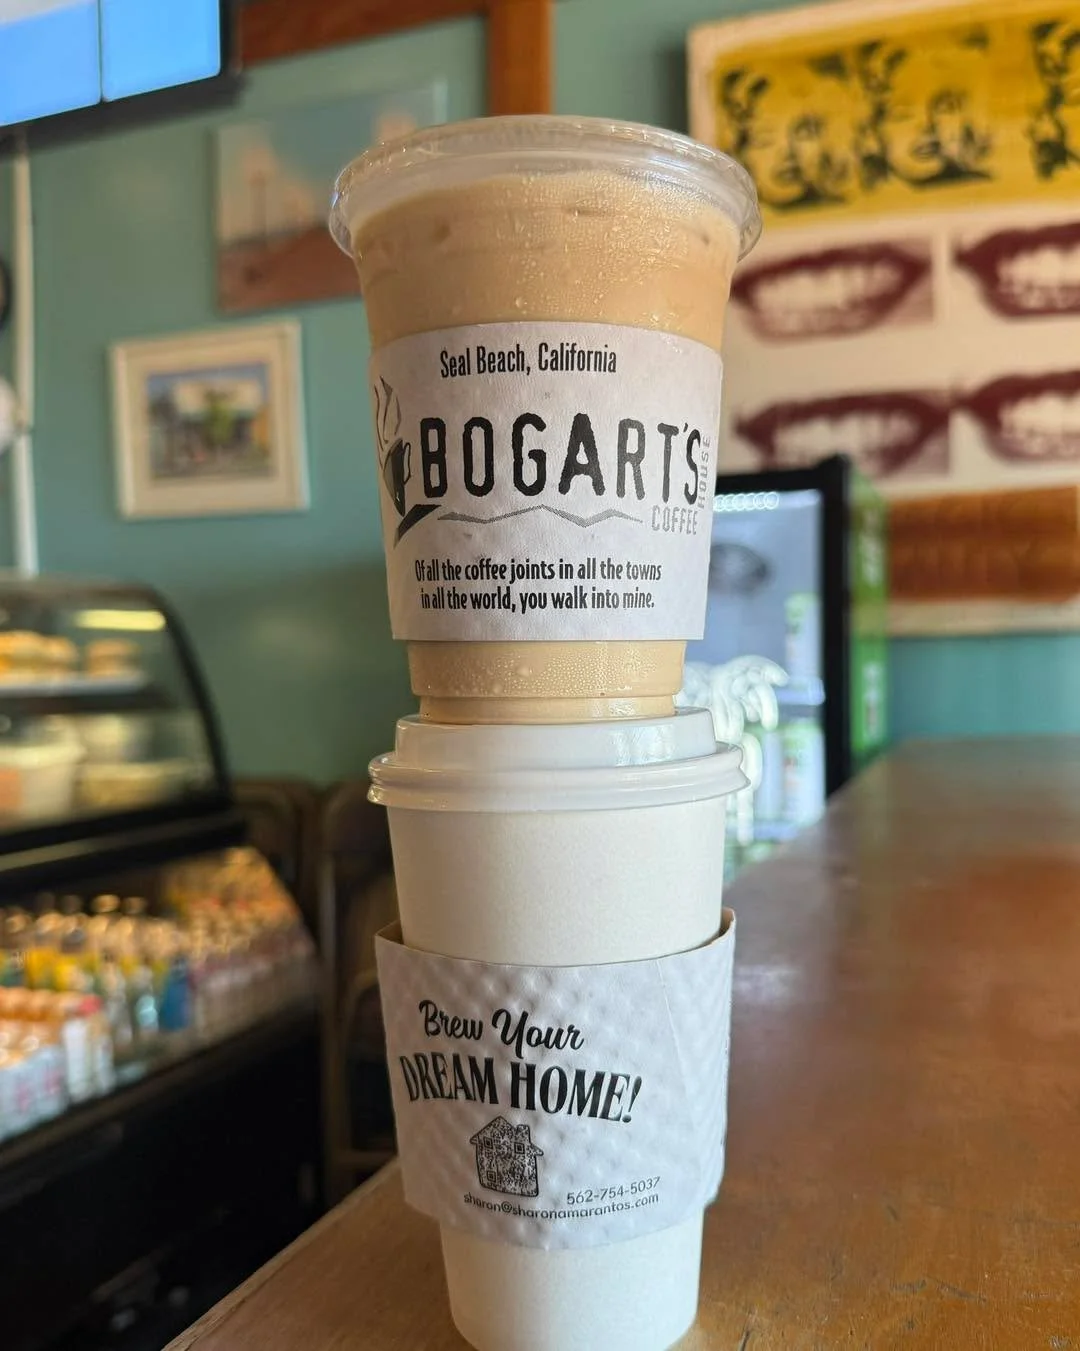 Seal Beach, California
BOGART'S
COFFEE HOUSE
Of all the coffee joints in all the towns
in all the world, you walk into mine.
Brew Your
DREAM HOME!
562-754-5037
sharon@sharonamarantos.com